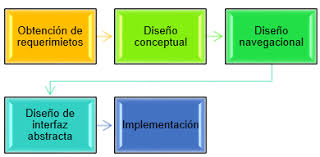 Obtención de
requerimietos
Diseño
conceptual
Diseño
navegacional
Diseño de
interfaz
abstracta
Implementación